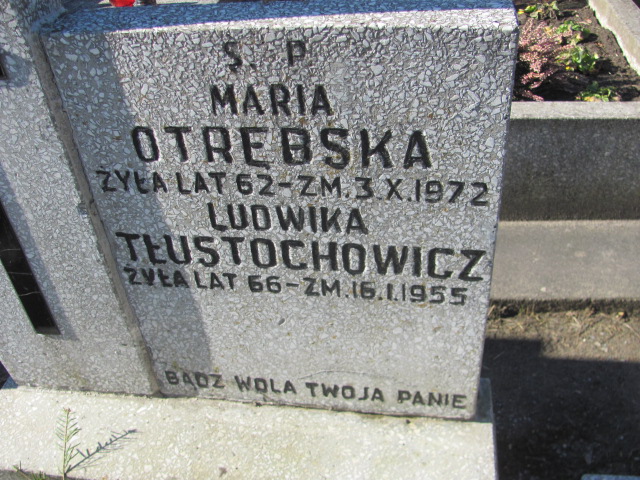 Ś. P.
MARIA
OTRĘBSKA
ŻYŁA LAT 62-ZM.3.X.1972
LUDWIKA
TŁUSTOCHOWICZ
ŻYŁA LAT 66-ZM.16.I.1955
BĄDŹ WOLA TWOJA PANIE